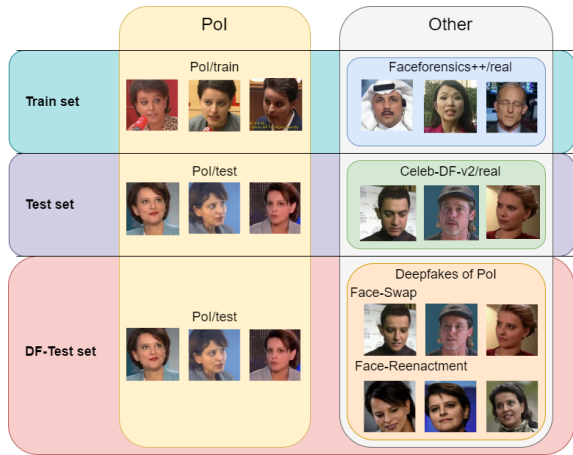 PoI
Other
Train set
PoI/train
Faceforensics++/real
Test set
PoI/test
Celeb-DF-v2/real
DF-Test set
PoI/test
Deepfakes of PoI
Face-Swap
Face-Reenactment